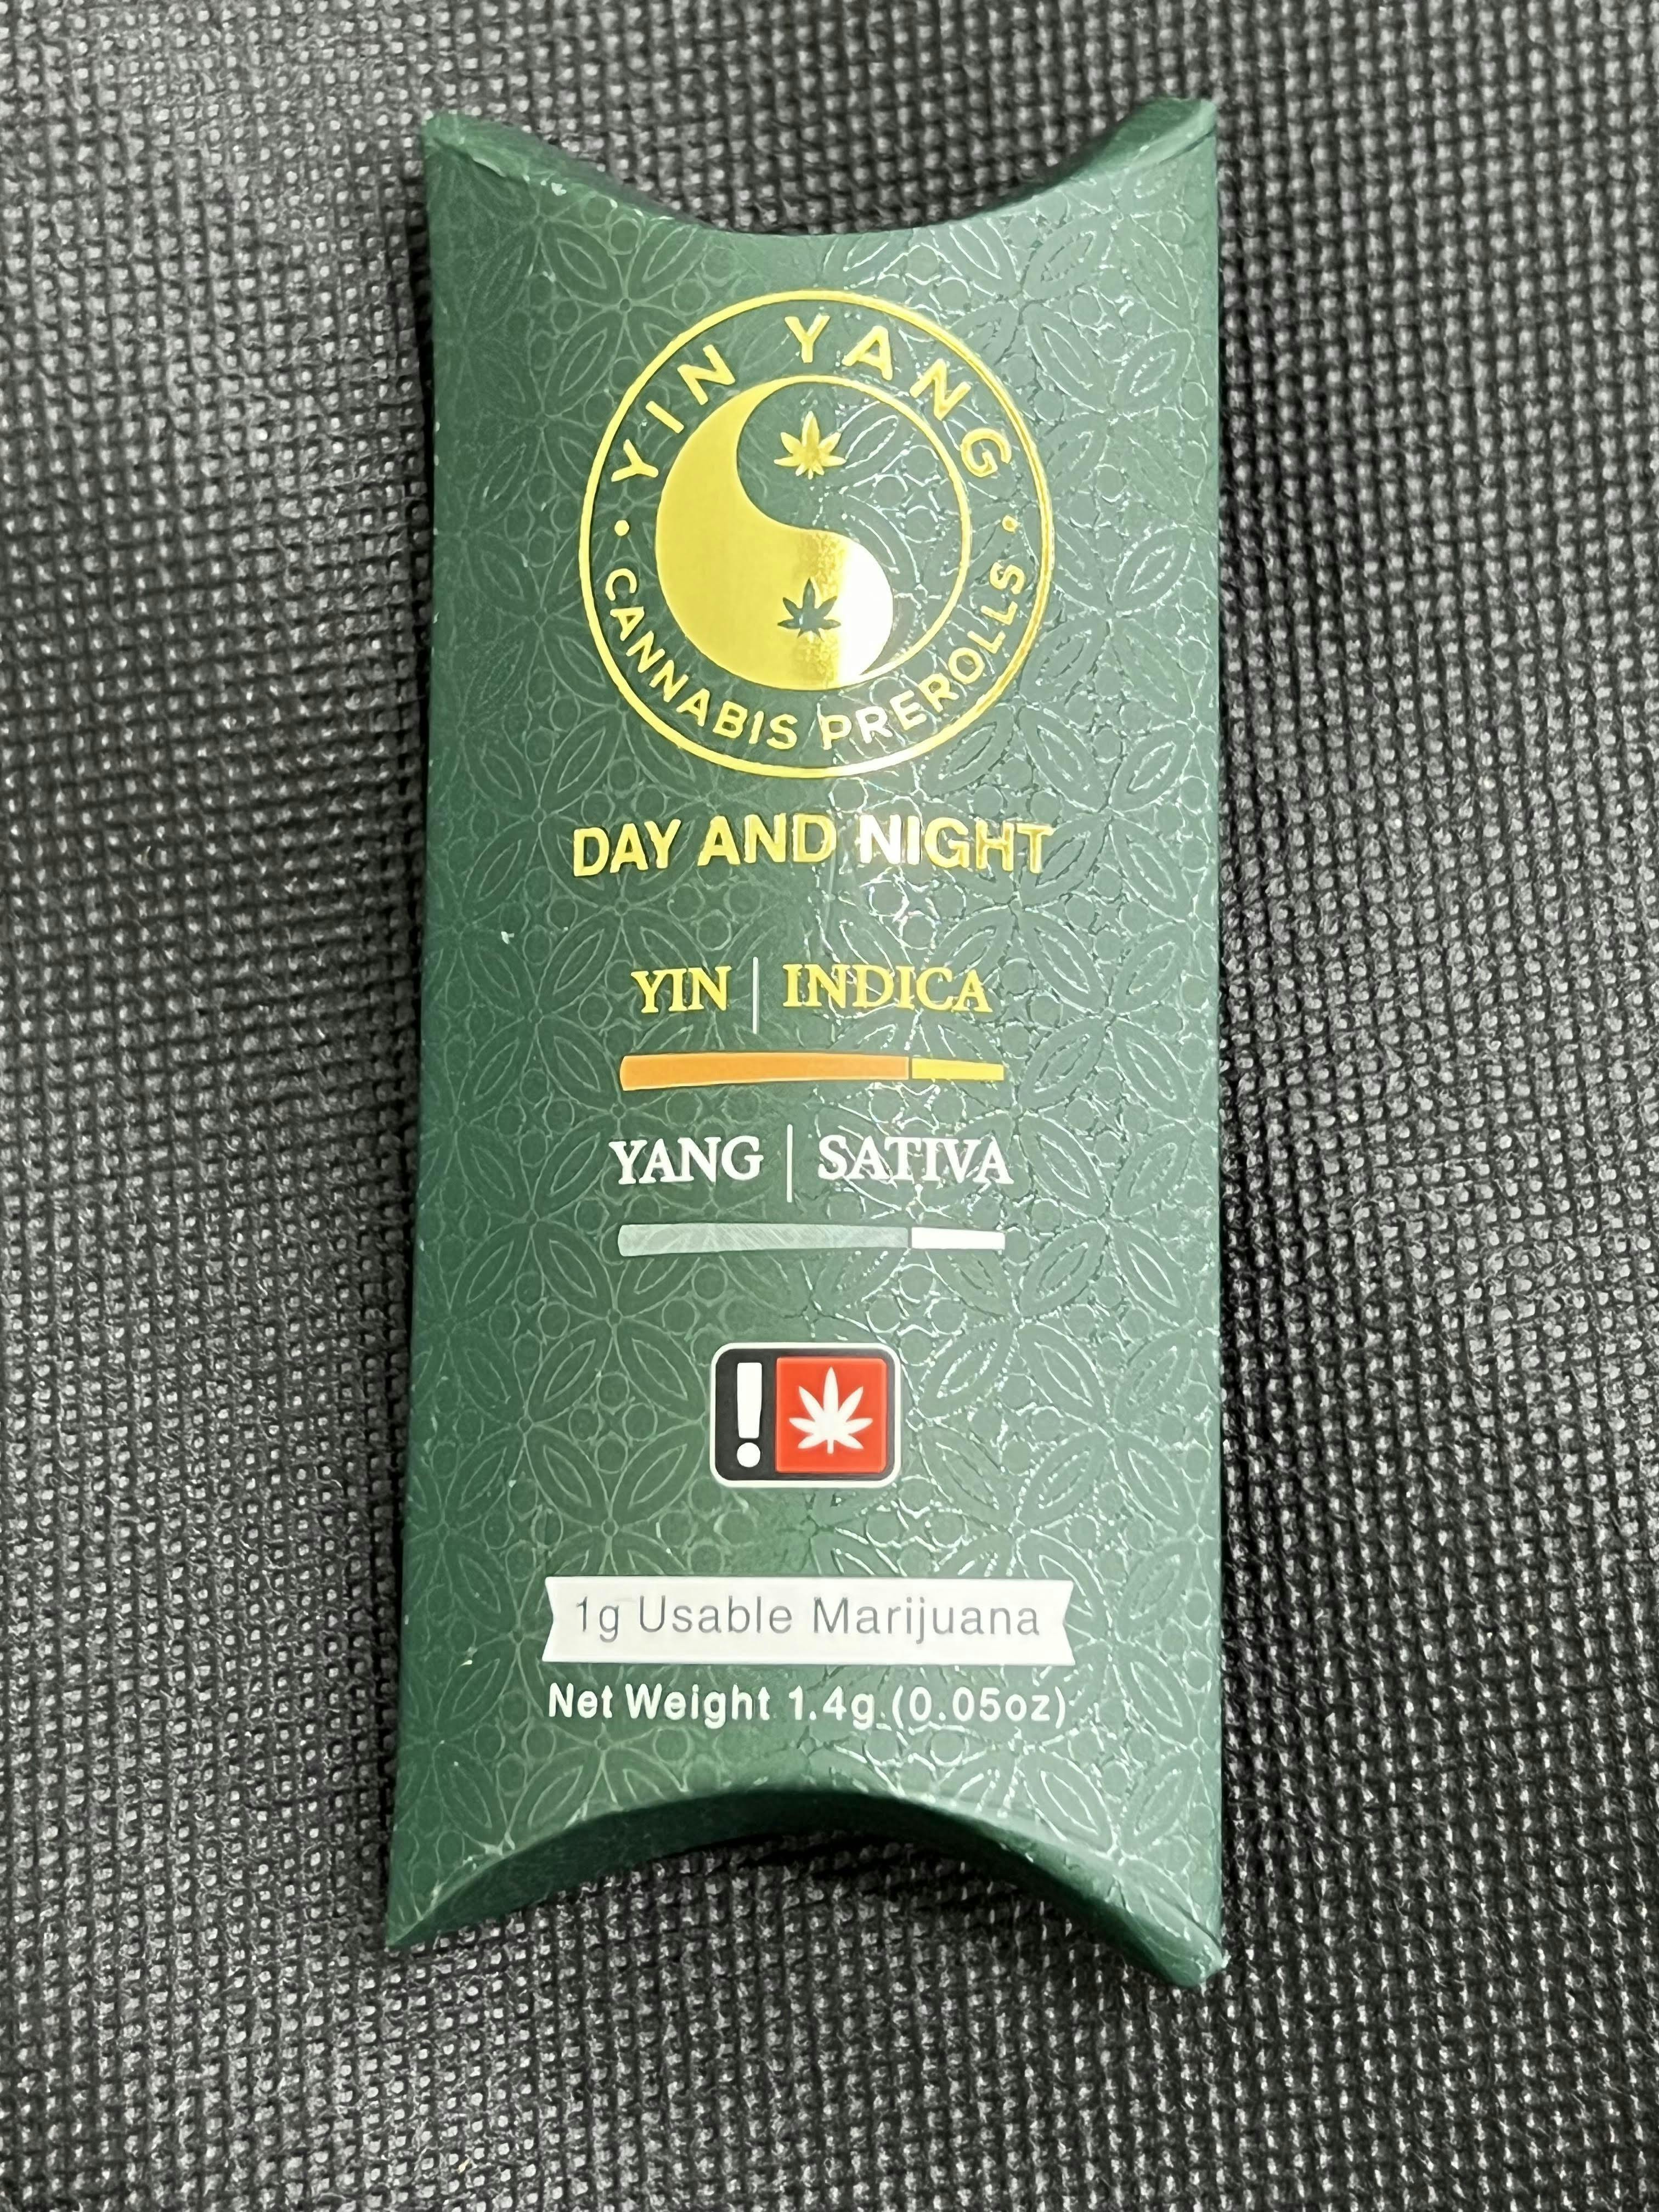 YIN YANG
· CANNABIS PREROLLS ·
DAY AND NIGHT
YIN | INDICA
YANG | SATIVA
!
1g Usable Marijuana
Net Weight 1.4g (0.05oz)